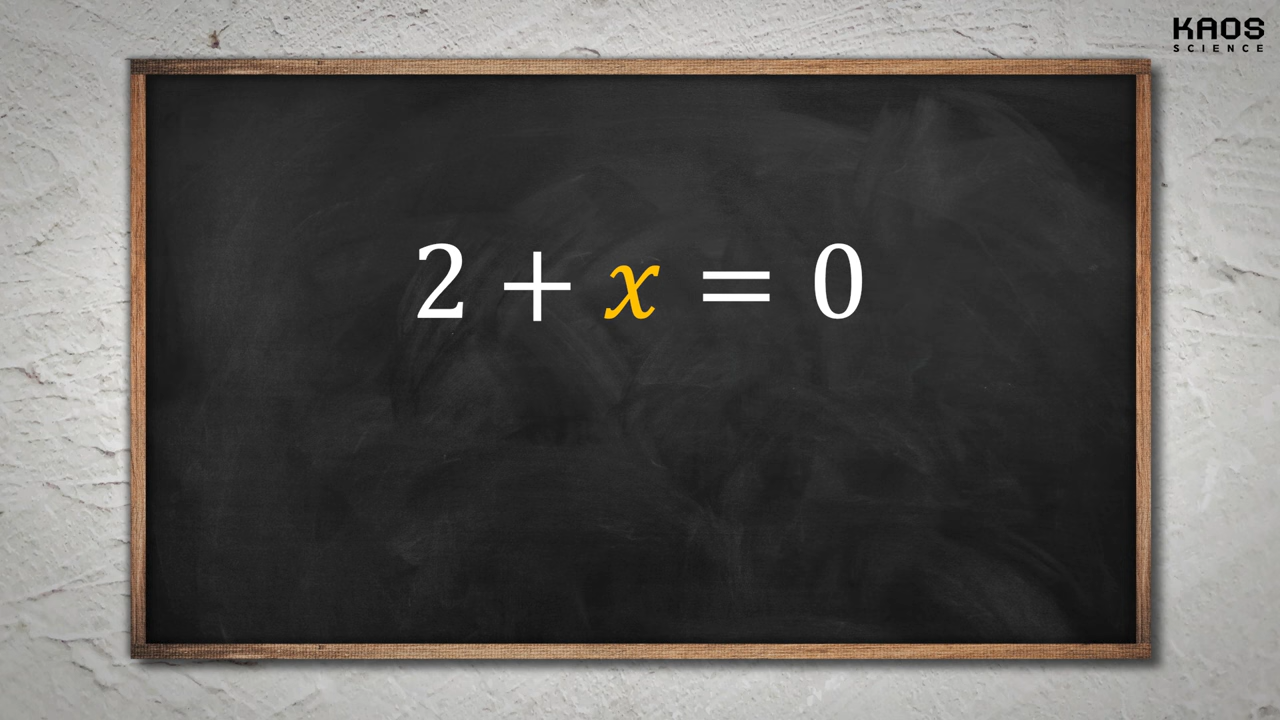 KAOS
SCIENCE
2 + x = 0